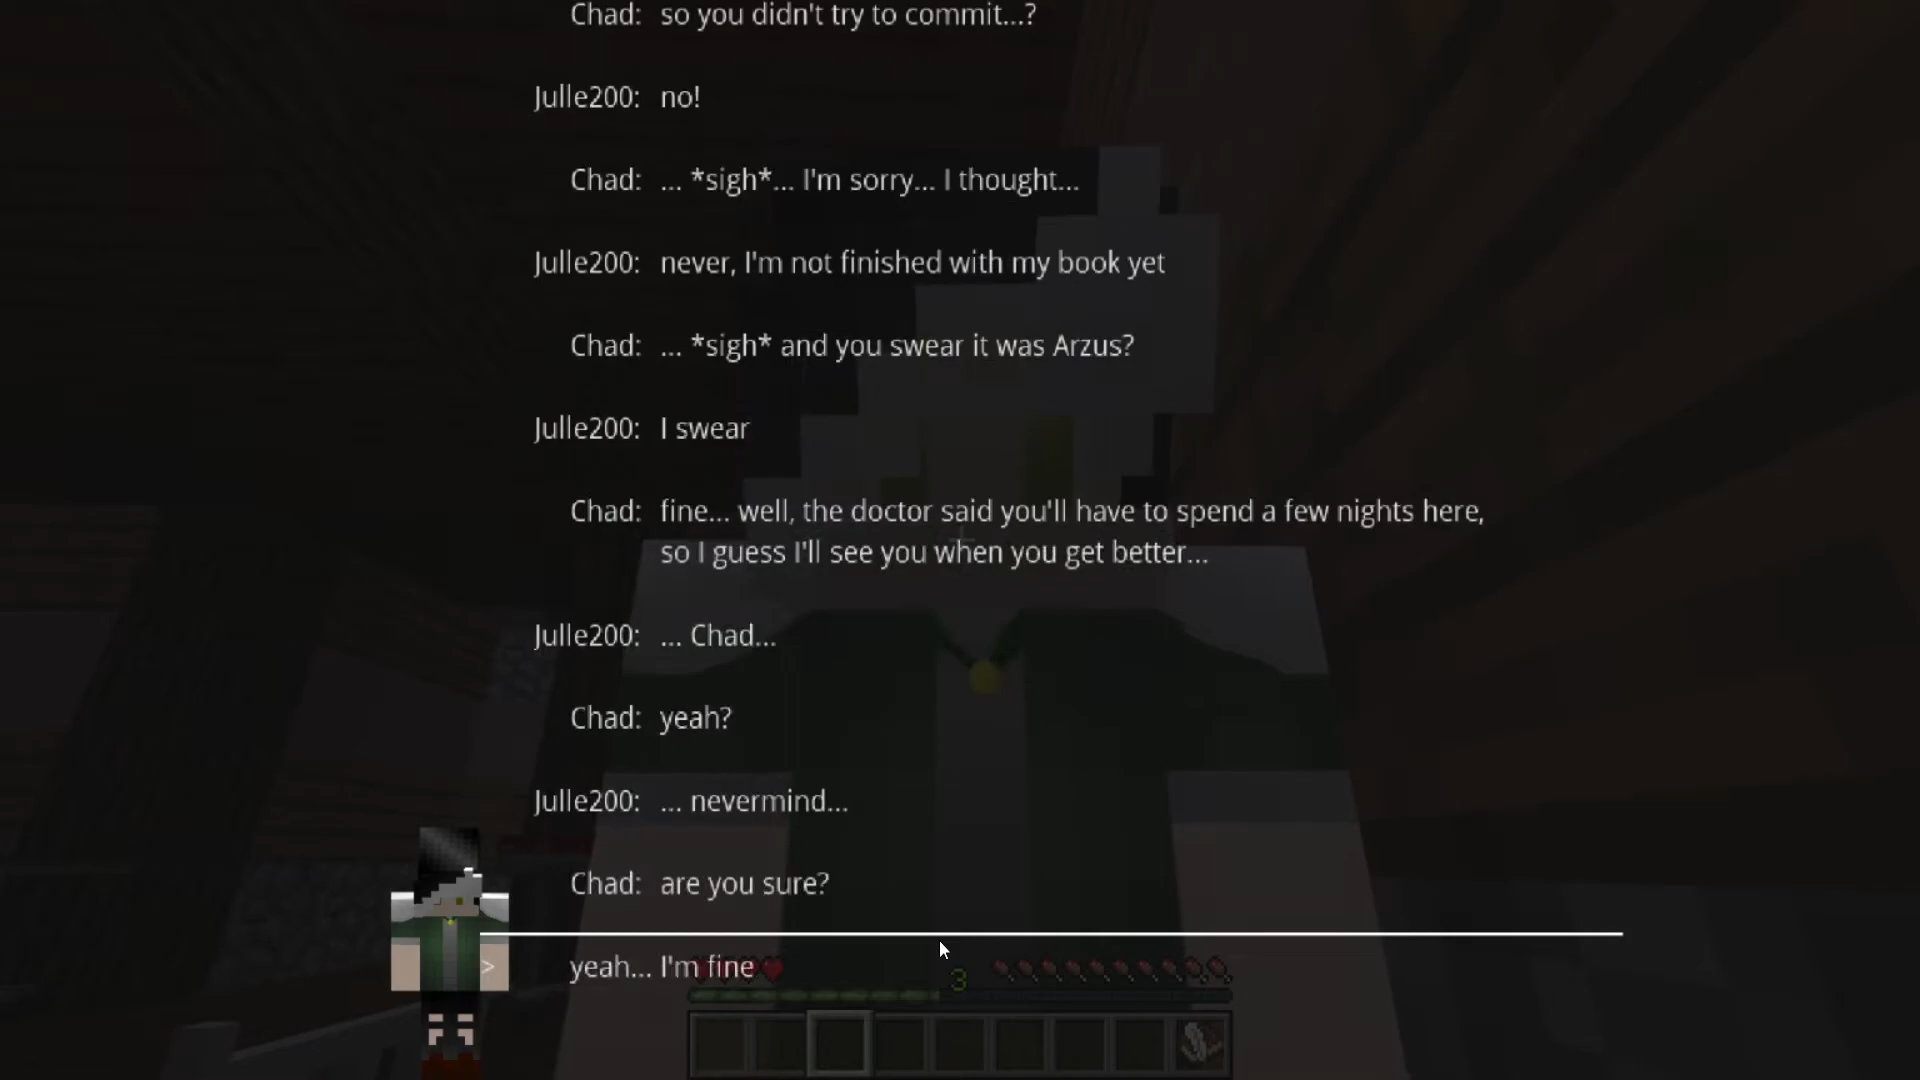 Chad: so you didn't try to commit...?
Julle200: no!
Chad: ... *sigh*... I'm sorry... I thought...
Julle200: never, I'm not finished with my book yet
Chad: ... *sigh* and you swear it was Arzus?
Julle200: I swear
Chad: fine... well, the doctor said you'll have to spend a few nights here,
so I guess I'll see you when you get better...
Julle200: ... Chad...
Chad: yeah?
Julle200: ... nevermind...
Chad: are you sure?
> yeah... I'm fine
3